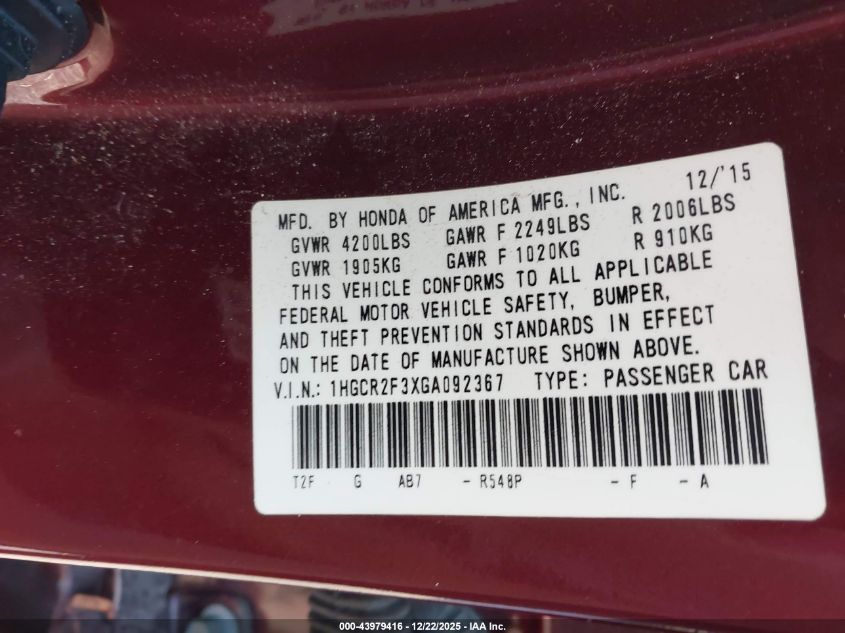 MFD. BY HONDA OF AMERICA MFG., INC. 12/'15
GVWR 4200LBS GAWR F 2249LBS R 2006LBS
GVWR 1905KG GAWR F 1020KG R 910KG
THIS VEHICLE CONFORMS TO ALL APPLICABLE
FEDERAL MOTOR VEHICLE SAFETY, BUMPER,
AND THEFT PREVENTION STANDARDS IN EFFECT
ON THE DATE OF MANUFACTURE SHOWN ABOVE.
V.I.N.: 1HGCR2F3XGA092367 TYPE: PASSENGER CAR
T2F G AB7 - R548P - F - A
000-43979416 - 12/22/2025 - IAA Inc.